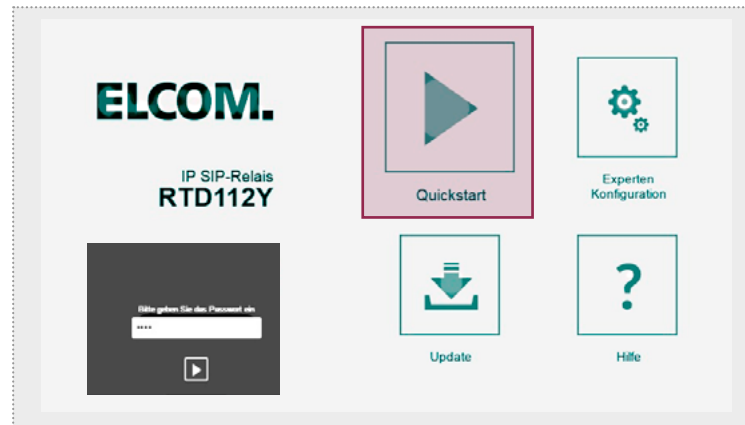 ELCOM.
IP SIP-Relais
RTD112Y
Bitte geben Sie das Passwort ein
****
Quickstart
Experten
Konfiguration
Update
?
Hilfe